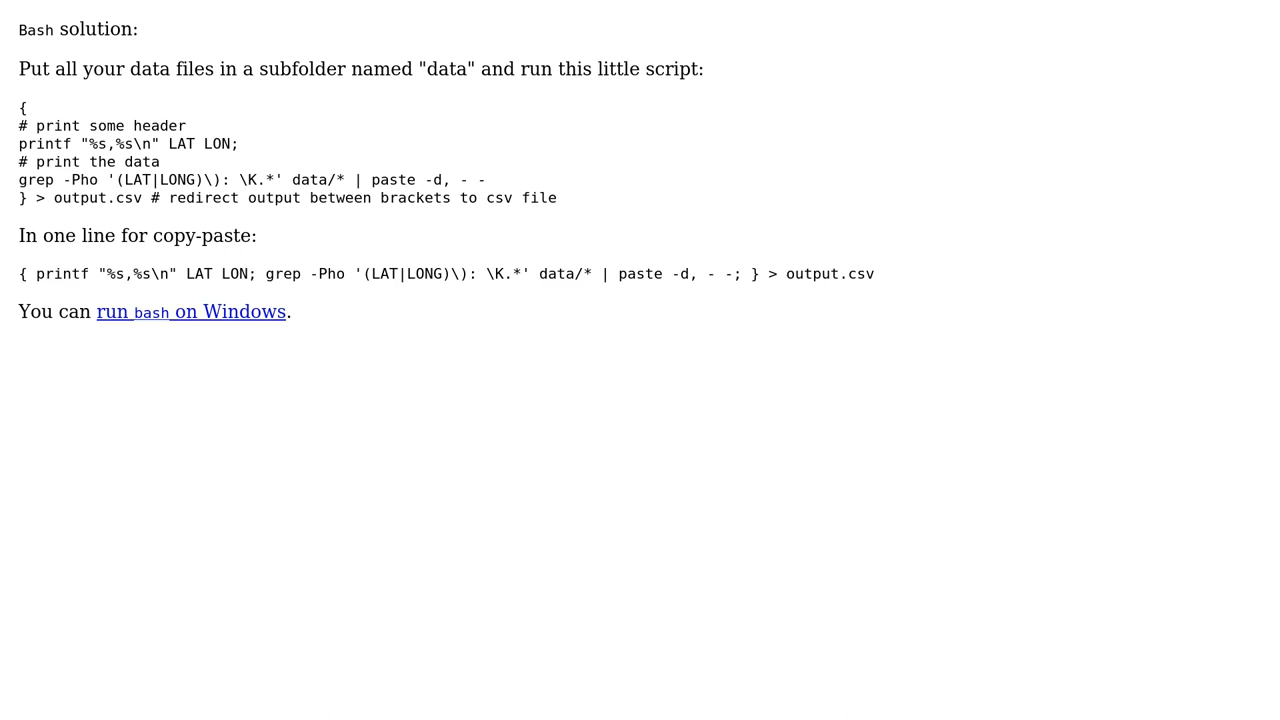 Bash solution:
Put all your data files in a subfolder named "data" and run this little script:
{
# print some header
printf "%s,%s\n" LAT LON;
# print the data
grep -Pho '(LAT|LONG)\): \K.*' data/* | paste -d, - -
} > output.csv # redirect output between brackets to csv file
In one line for copy-paste:
{ printf "%s,%s\n" LAT LON; grep -Pho '(LAT|LONG)\): \K.*' data/* | paste -d, - -; } > output.csv
You can run bash on Windows.